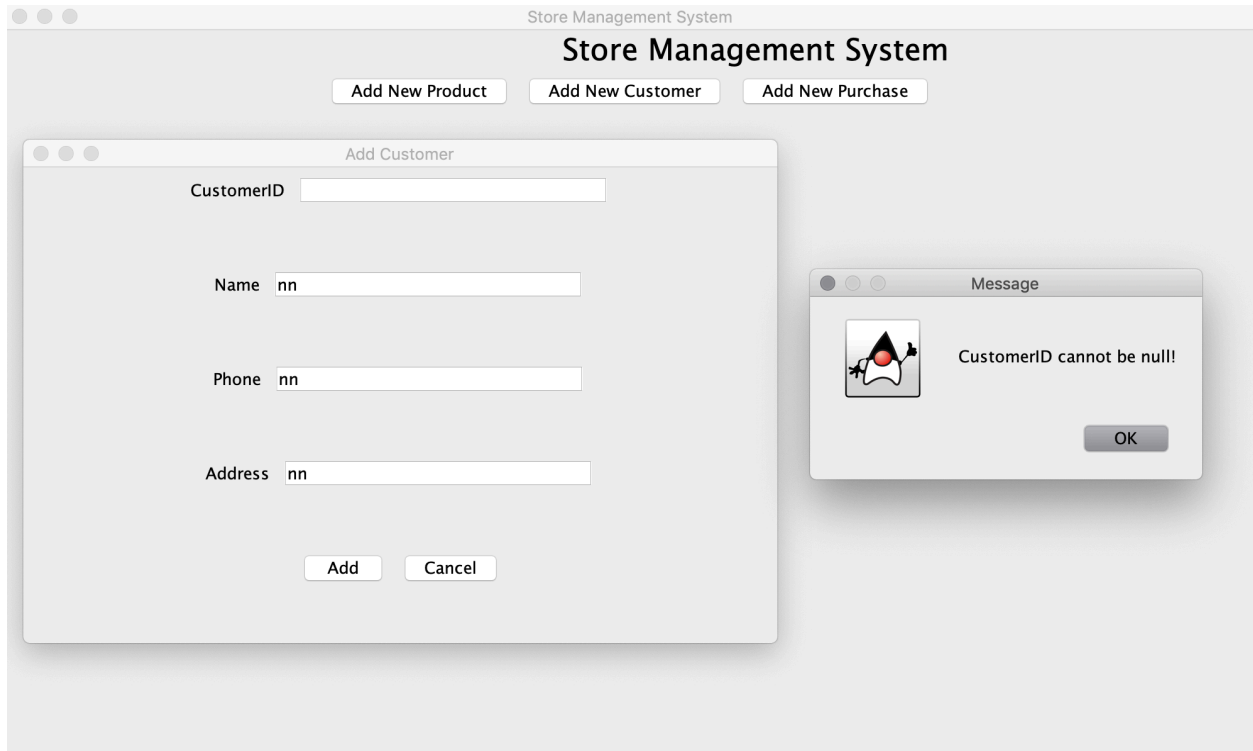 Store Management System
Store Management System
Add New Product Add New Customer Add New Purchase
Add Customer
CustomerID
Name nn
Phone nn
Address nn
Add Cancel
Message
CustomerID cannot be null!
OK